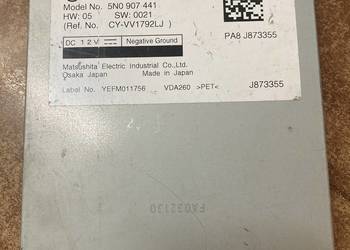 Model No. 5N0 907 441
HW: 05 SW: 0021
(Ref. No. CY-VV1792LJ )
PA8 J873355
DC 12V Negative Ground
Matsushita Electric Industrial Co.,Ltd.
Osaka Japan Made in Japan
Label No. YEFM011756 VDA260 >PET< J873355
FX032130